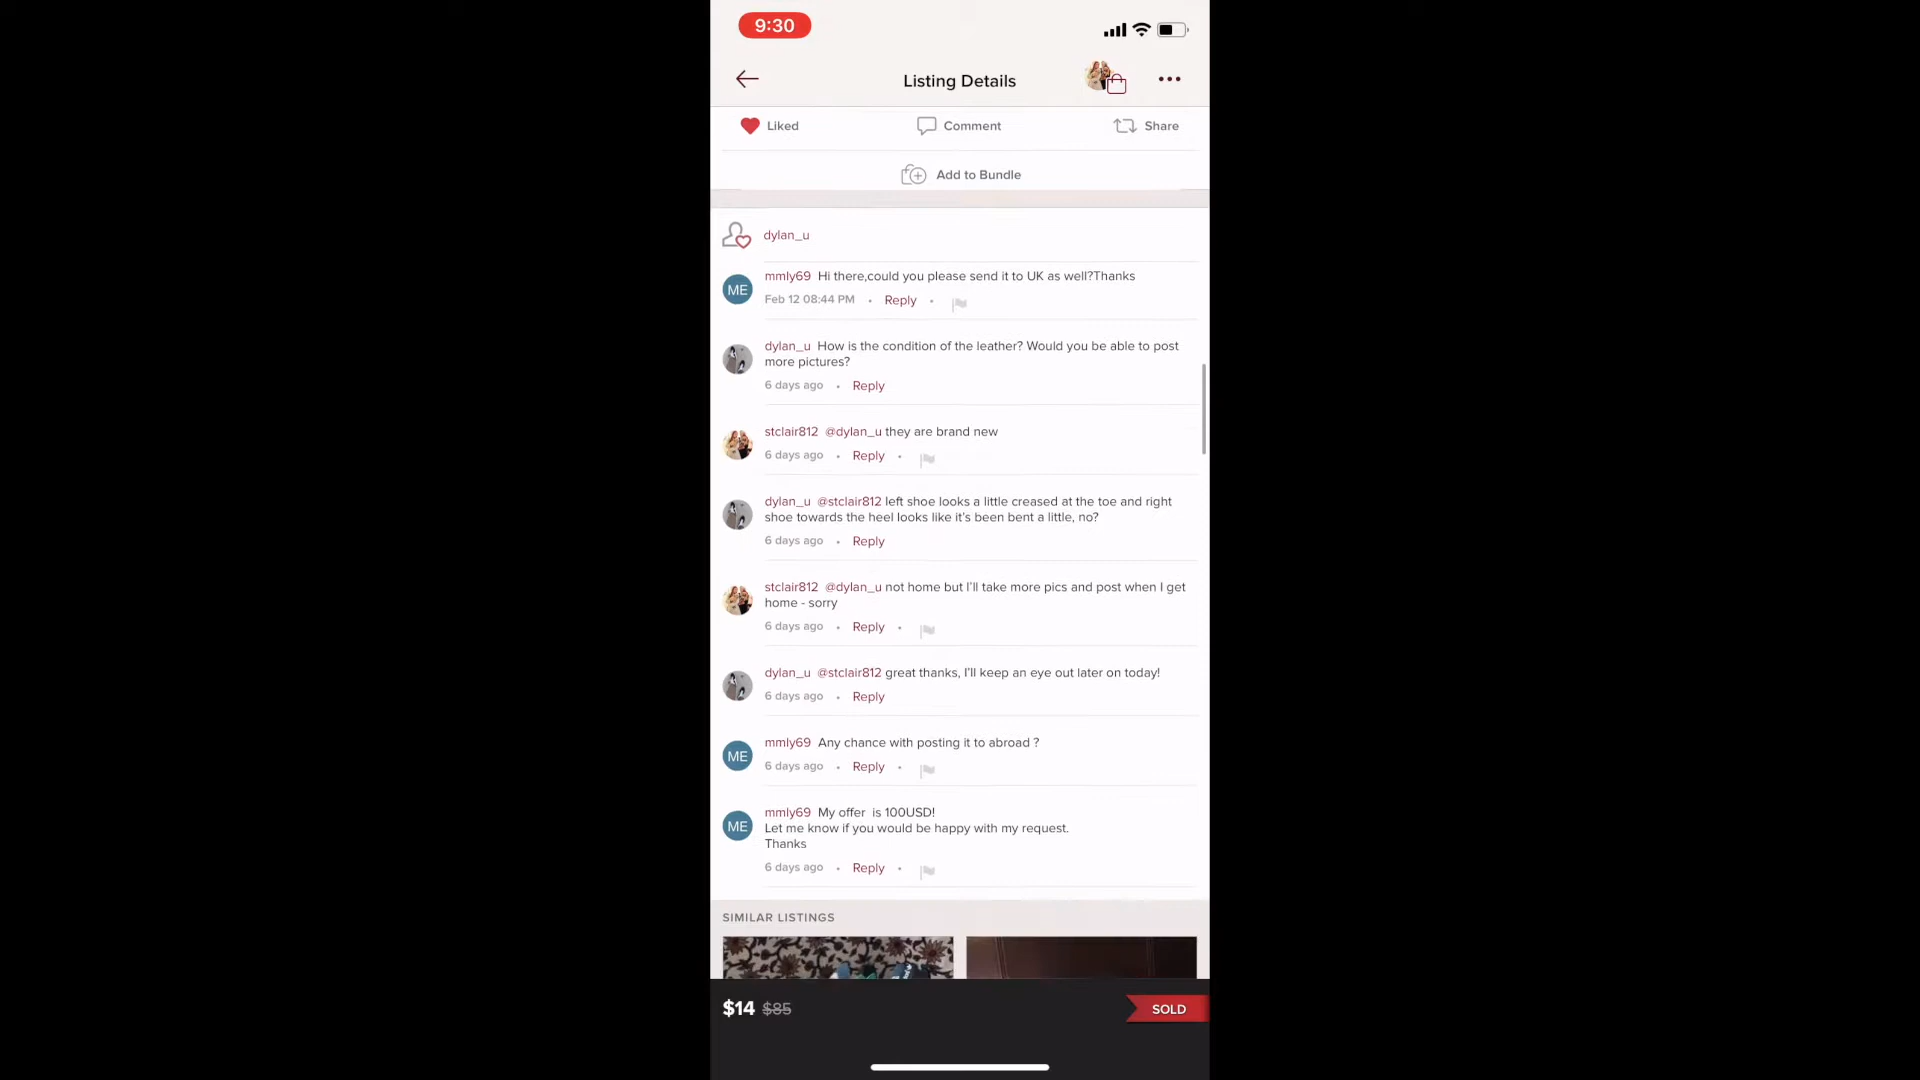 9:30
Listing Details
Liked
Comment
Share
Add to Bundle
dylan_u
mmly69 Hi there,could you please send it to UK as well?Thanks
ME
Feb 12 08:44 PM • Reply •
dylan_u How is the condition of the leather? Would you be able to post
more pictures?
6 days ago • Reply
stclair812 @dylan_u they are brand new
6 days ago • Reply •
dylan_u @stclair812 left shoe looks a little creased at the toe and right
shoe towards the heel looks like it's been bent a little, no?
6 days ago • Reply
stclair812 @dylan_u not home but I'll take more pics and post when I get
home - sorry
6 days ago • Reply •
dylan_u @stclair812 great thanks, I'll keep an eye out later on today!
6 days ago • Reply
mmly69 Any chance with posting it to abroad ?
ME
6 days ago • Reply •
mmly69 My offer is 100USD!
ME
Let me know if you would be happy with my request.
Thanks
6 days ago • Reply •
SIMILAR LISTINGS
$14 $85
SOLD